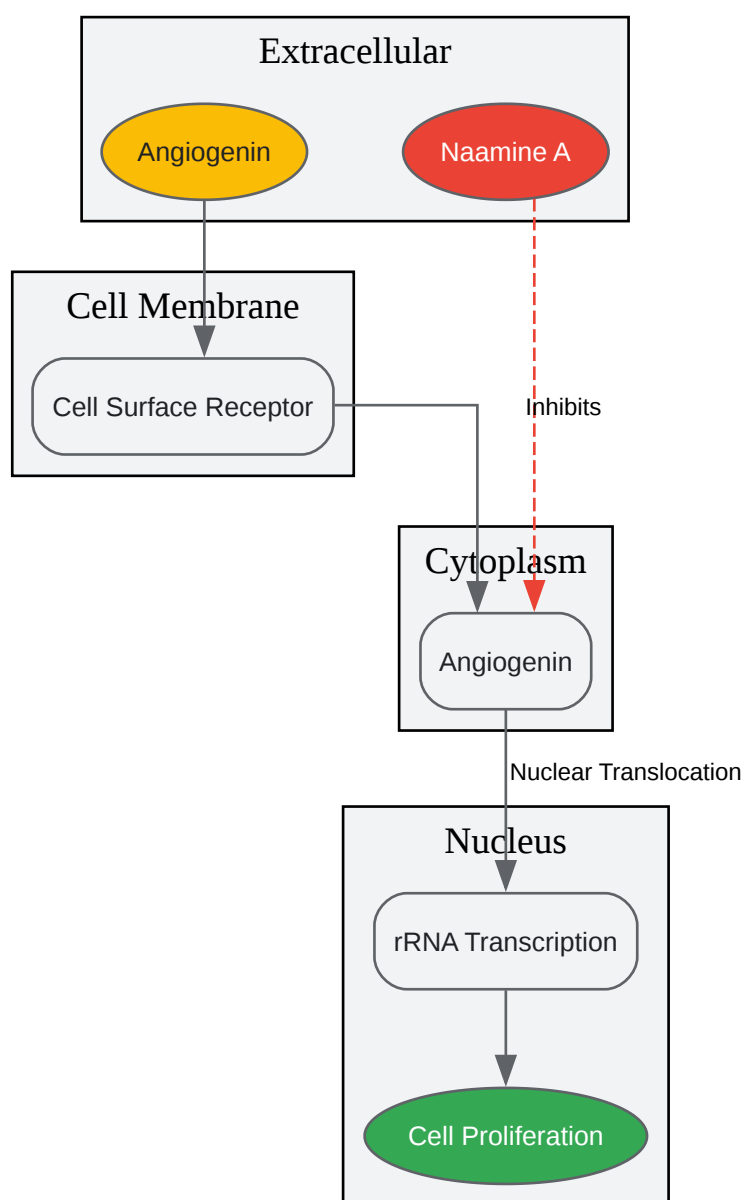 Extracellular
Angiogenin
Naamine A
Cell Membrane
Cell Surface Receptor
Inhibits
Cytoplasm
Angiogenin
Nuclear Translocation
Nucleus
rRNA Transcription
Cell Proliferation